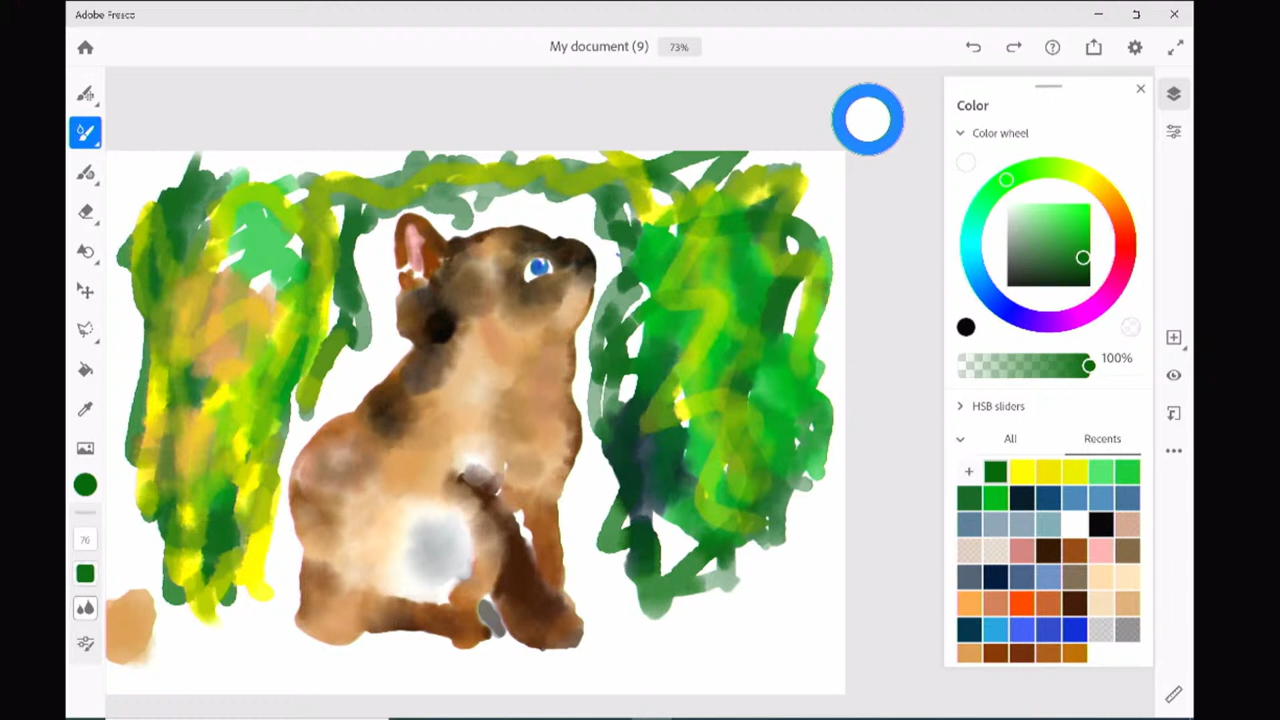 Adobe Fresco
My document (9) 73%
Color
Color wheel
100%
HSB sliders
All Recents
76